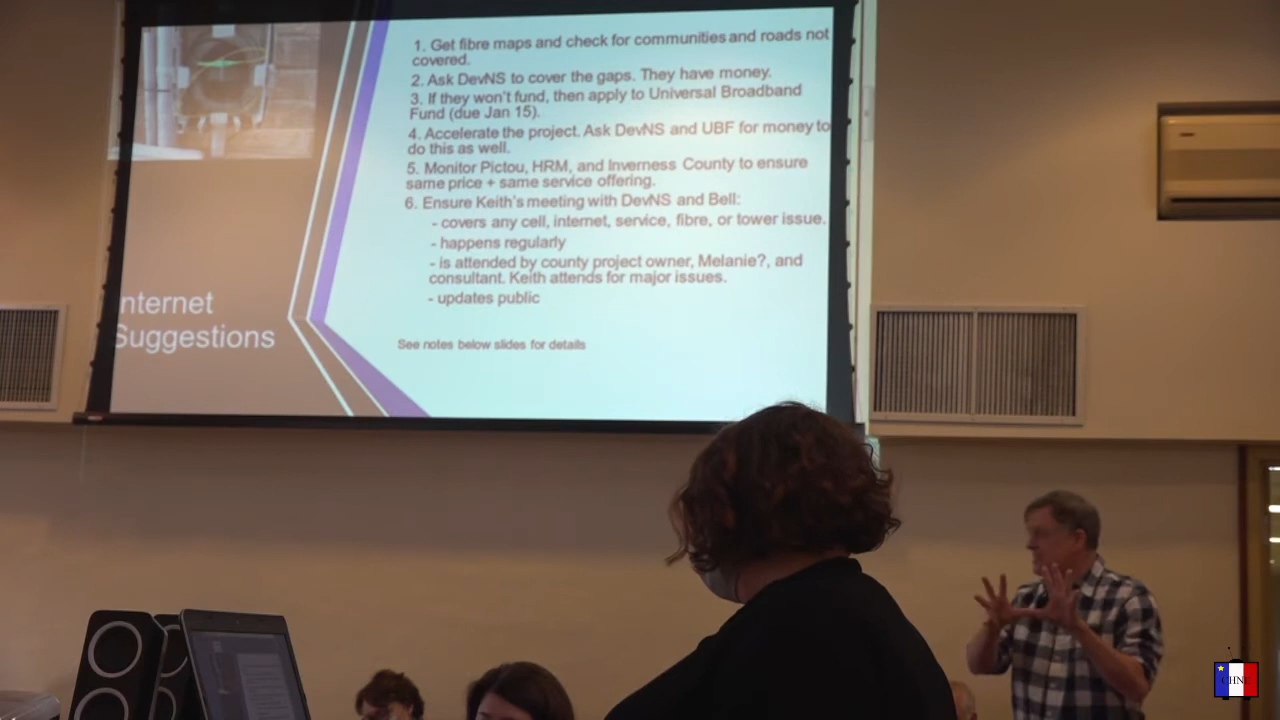 1. Get fibre maps and check for communities and roads not
covered.
2. Ask DevNS to cover the gaps. They have money.
3. If they won't fund, then apply to Universal Broadband
Fund (due Jan 15).
4. Accelerate the project. Ask DevNS and UBF for money to
do this as well.
5. Monitor Pictou, HRM, and Inverness County to ensure
same price + same service offering.
6. Ensure Keith's meeting with DevNS and Bell:
- covers any cell, internet, service, fibre, or tower issue.
- happens regularly
- is attended by county project owner, Melanie?, and
consultant. Keith attends for major issues.
- updates public
See notes below slides for details
nternet
Suggestions
CHNE